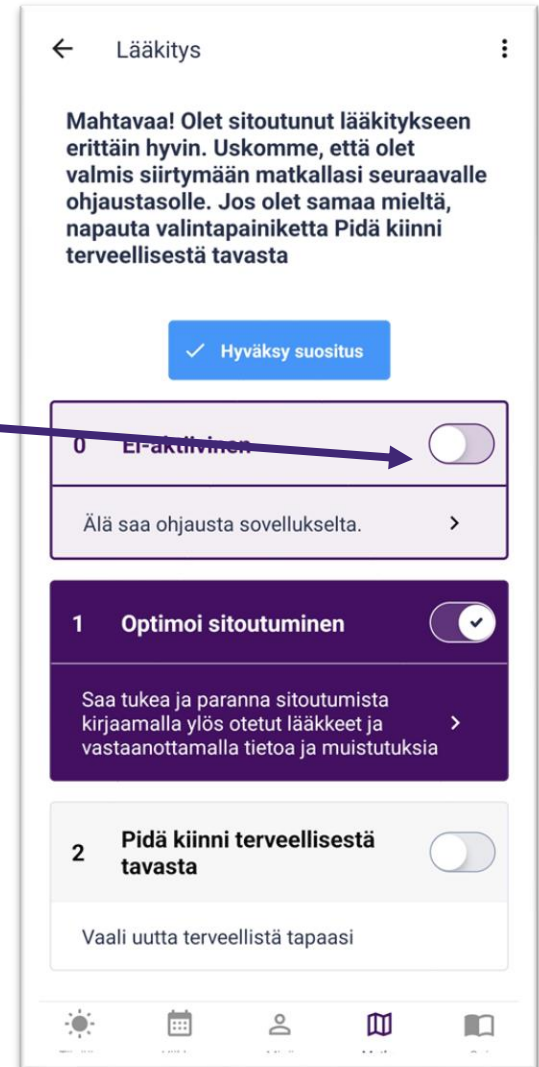 Lääkitys
Mahtavaa! Olet sitoutunut lääkitykseen
erittäin hyvin. Uskomme, että olet
valmis siirtymään matkallasi seuraavalle
ohjaustasolle. Jos olet samaa mieltä,
napauta valintapainiketta Pidä kiinni
terveellisestä tavasta
Hyväksy suositus
0 Ei-aktiivinen
Älä saa ohjausta sovellukselta.
1 Optimoi sitoutuminen
Saa tukea ja paranna sitoutumista
kirjaamalla ylös otetut lääkkeet ja
vastaanottamalla tietoa ja muistutuksia
2 Pidä kiinni terveellisestä
tavasta
Vaali uutta terveellistä tapaasi